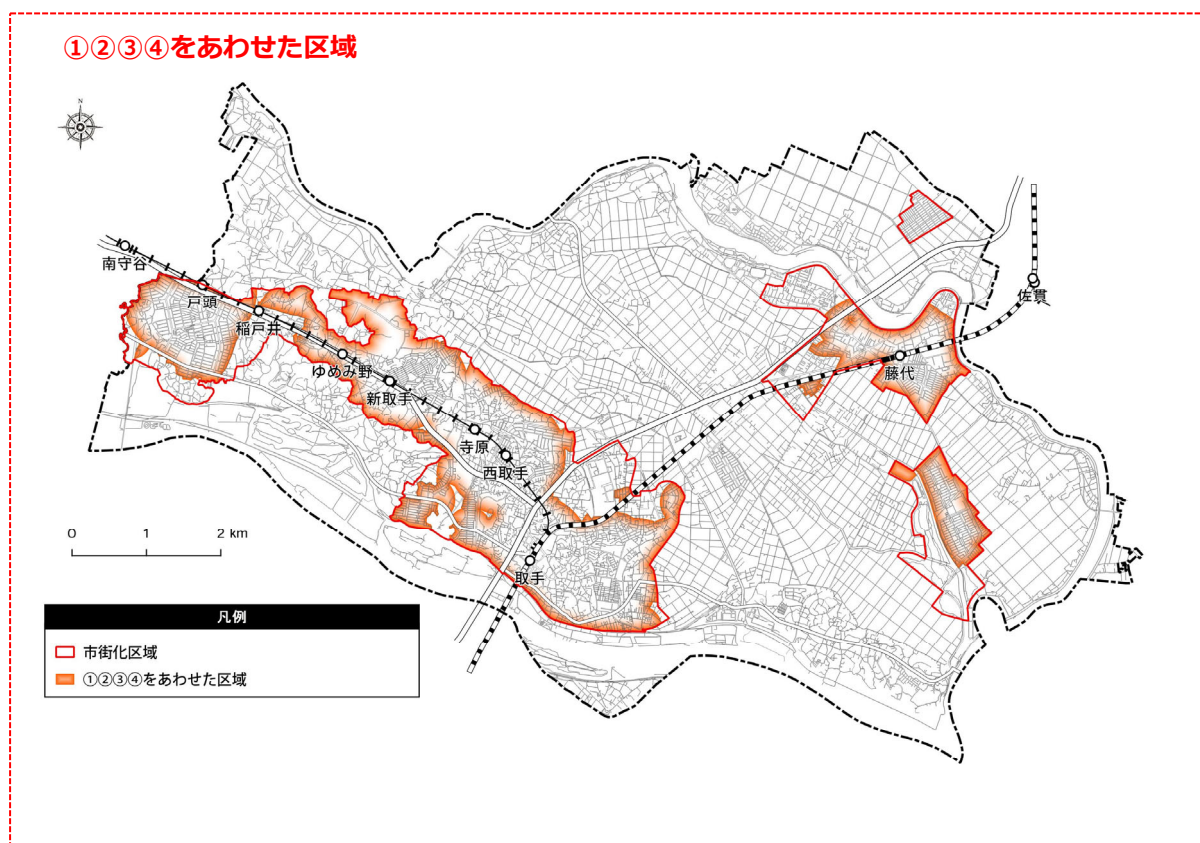 ①②③④をあわせた区域
N
南守谷
戸頭
稲戸井
ゆめみ野
新取手
寺原
西取手
取手
藤代
佐貫
0 1 2 km
凡例
市街化区域
①②③④をあわせた区域